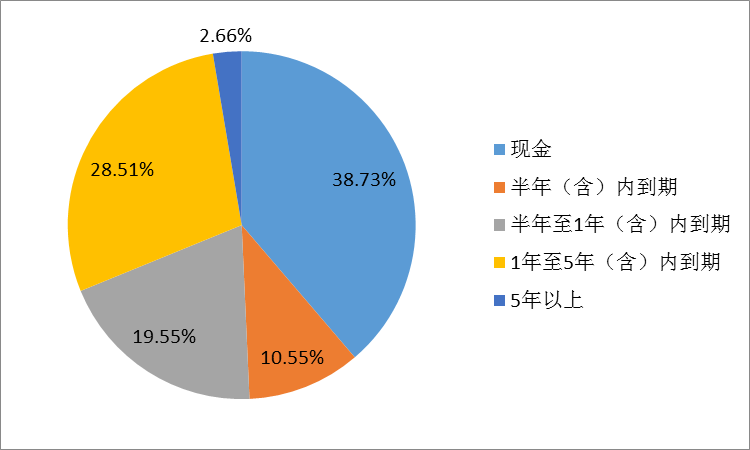 2.66%
38.73%
28.51%
19.55%
10.55%
现金
半年（含）内到期
半年至1年（含）内到期
1年至5年（含）内到期
5年以上